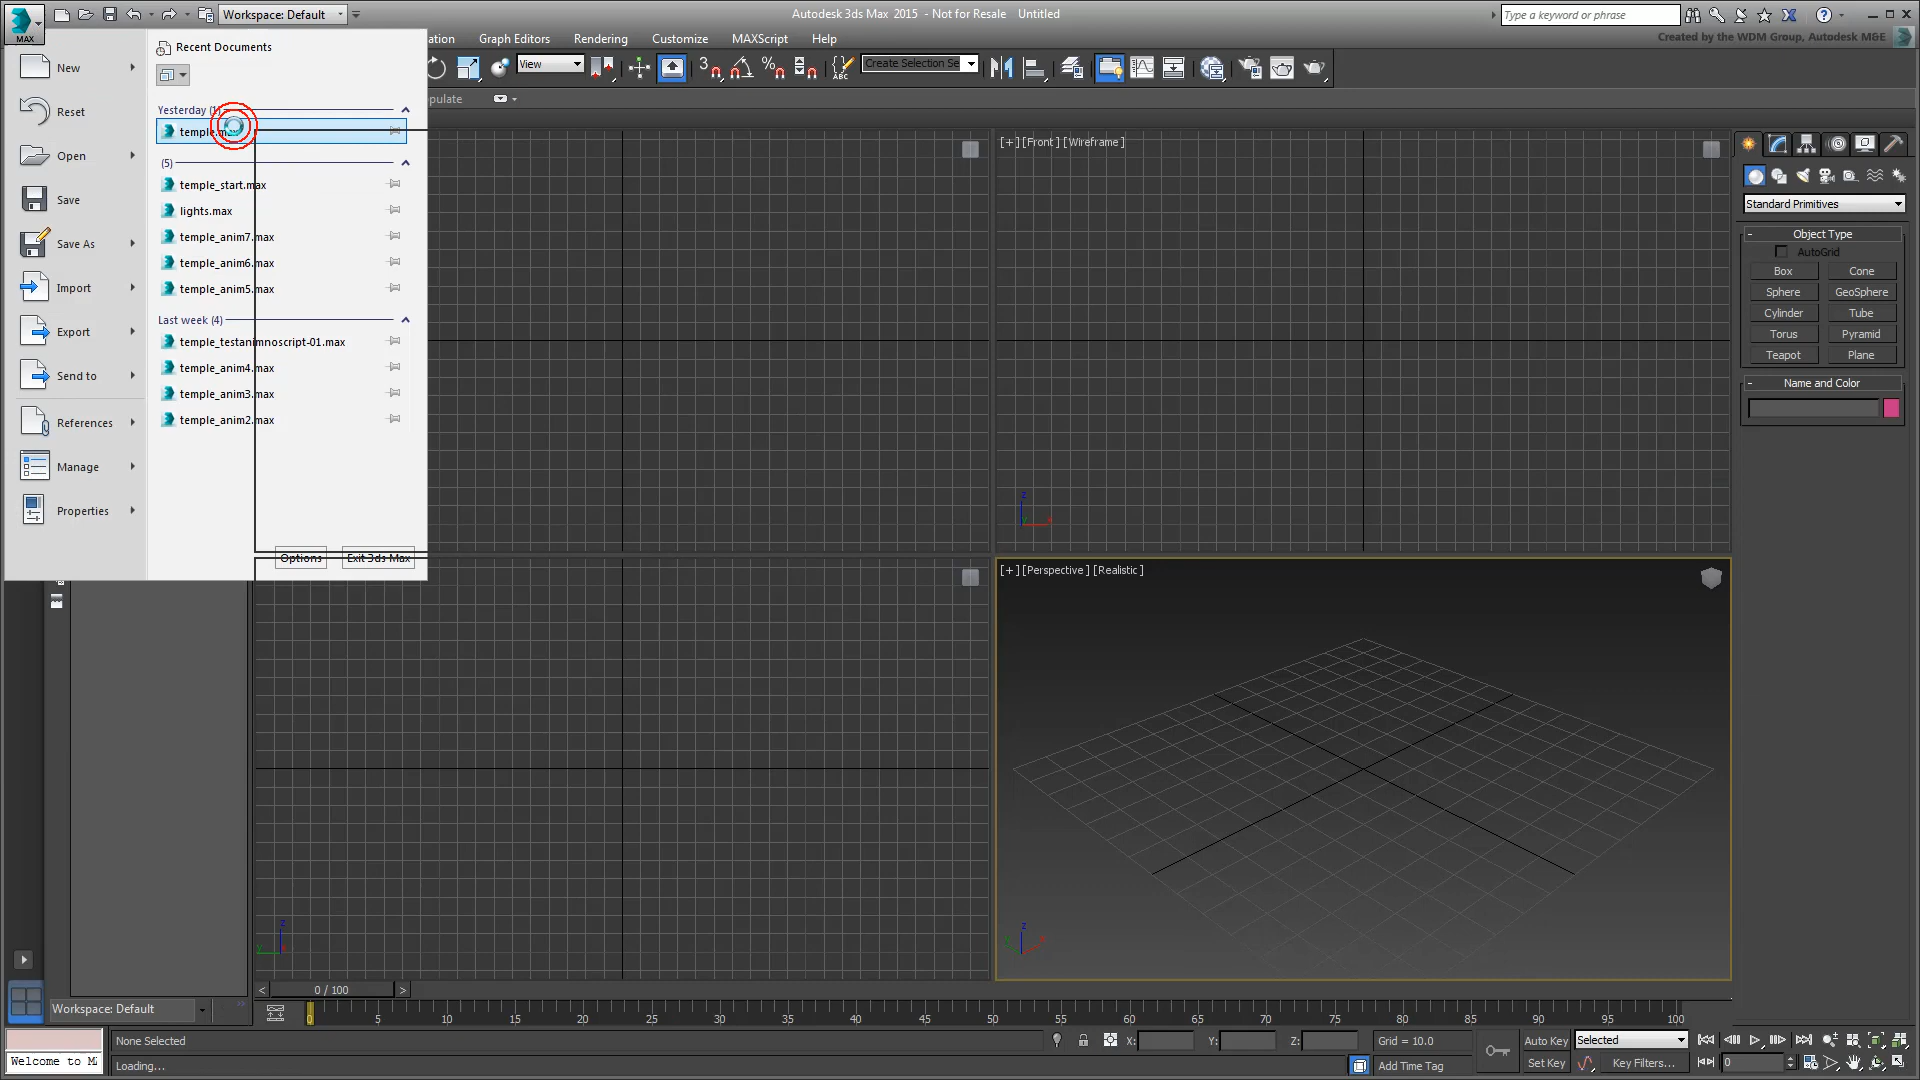 MAX
Workspace: Default
Autodesk 3ds Max 2015 - Not for Resale Untitled
Type a keyword or phrase
Created by the WDM Group, Autodesk M&E
ation
Graph Editors
Rendering
Customize
MAXScript
Help
View
3
%
ABC
Create Selection Se
pulate
New
Reset
Open
Save
Save As
Import
Export
Send to
References
Manage
Properties
Recent Documents
Yesterday (1)
temple.max
(5)
temple_start.max
lights.max
temple_anim7.max
temple_anim6.max
temple_anim5.max
Last week (4)
temple_testanimnoscript-01.max
temple_anim4.max
temple_anim3.max
temple_anim2.max
Options
Exit 3ds Max
[+] [Front ] [Wireframe ]
[+] [Perspective ] [Realistic ]
z
x
z
y
x
z
x
Standard Primitives
- Object Type
AutoGrid
Box
Cone
Sphere
GeoSphere
Cylinder
Tube
Torus
Pyramid
Teapot
Plane
- Name and Color
Workspace: Default
< 0 / 100 >
0 5 10 15 20 25 30 35 40 45 50 55 60 65 70 75 80 85 90 95 100
None Selected
X:
Y:
Z:
Grid = 10.0
Auto Key
Selected
Welcome to M
Loading...
Add Time Tag
Set Key
Key Filters...
0